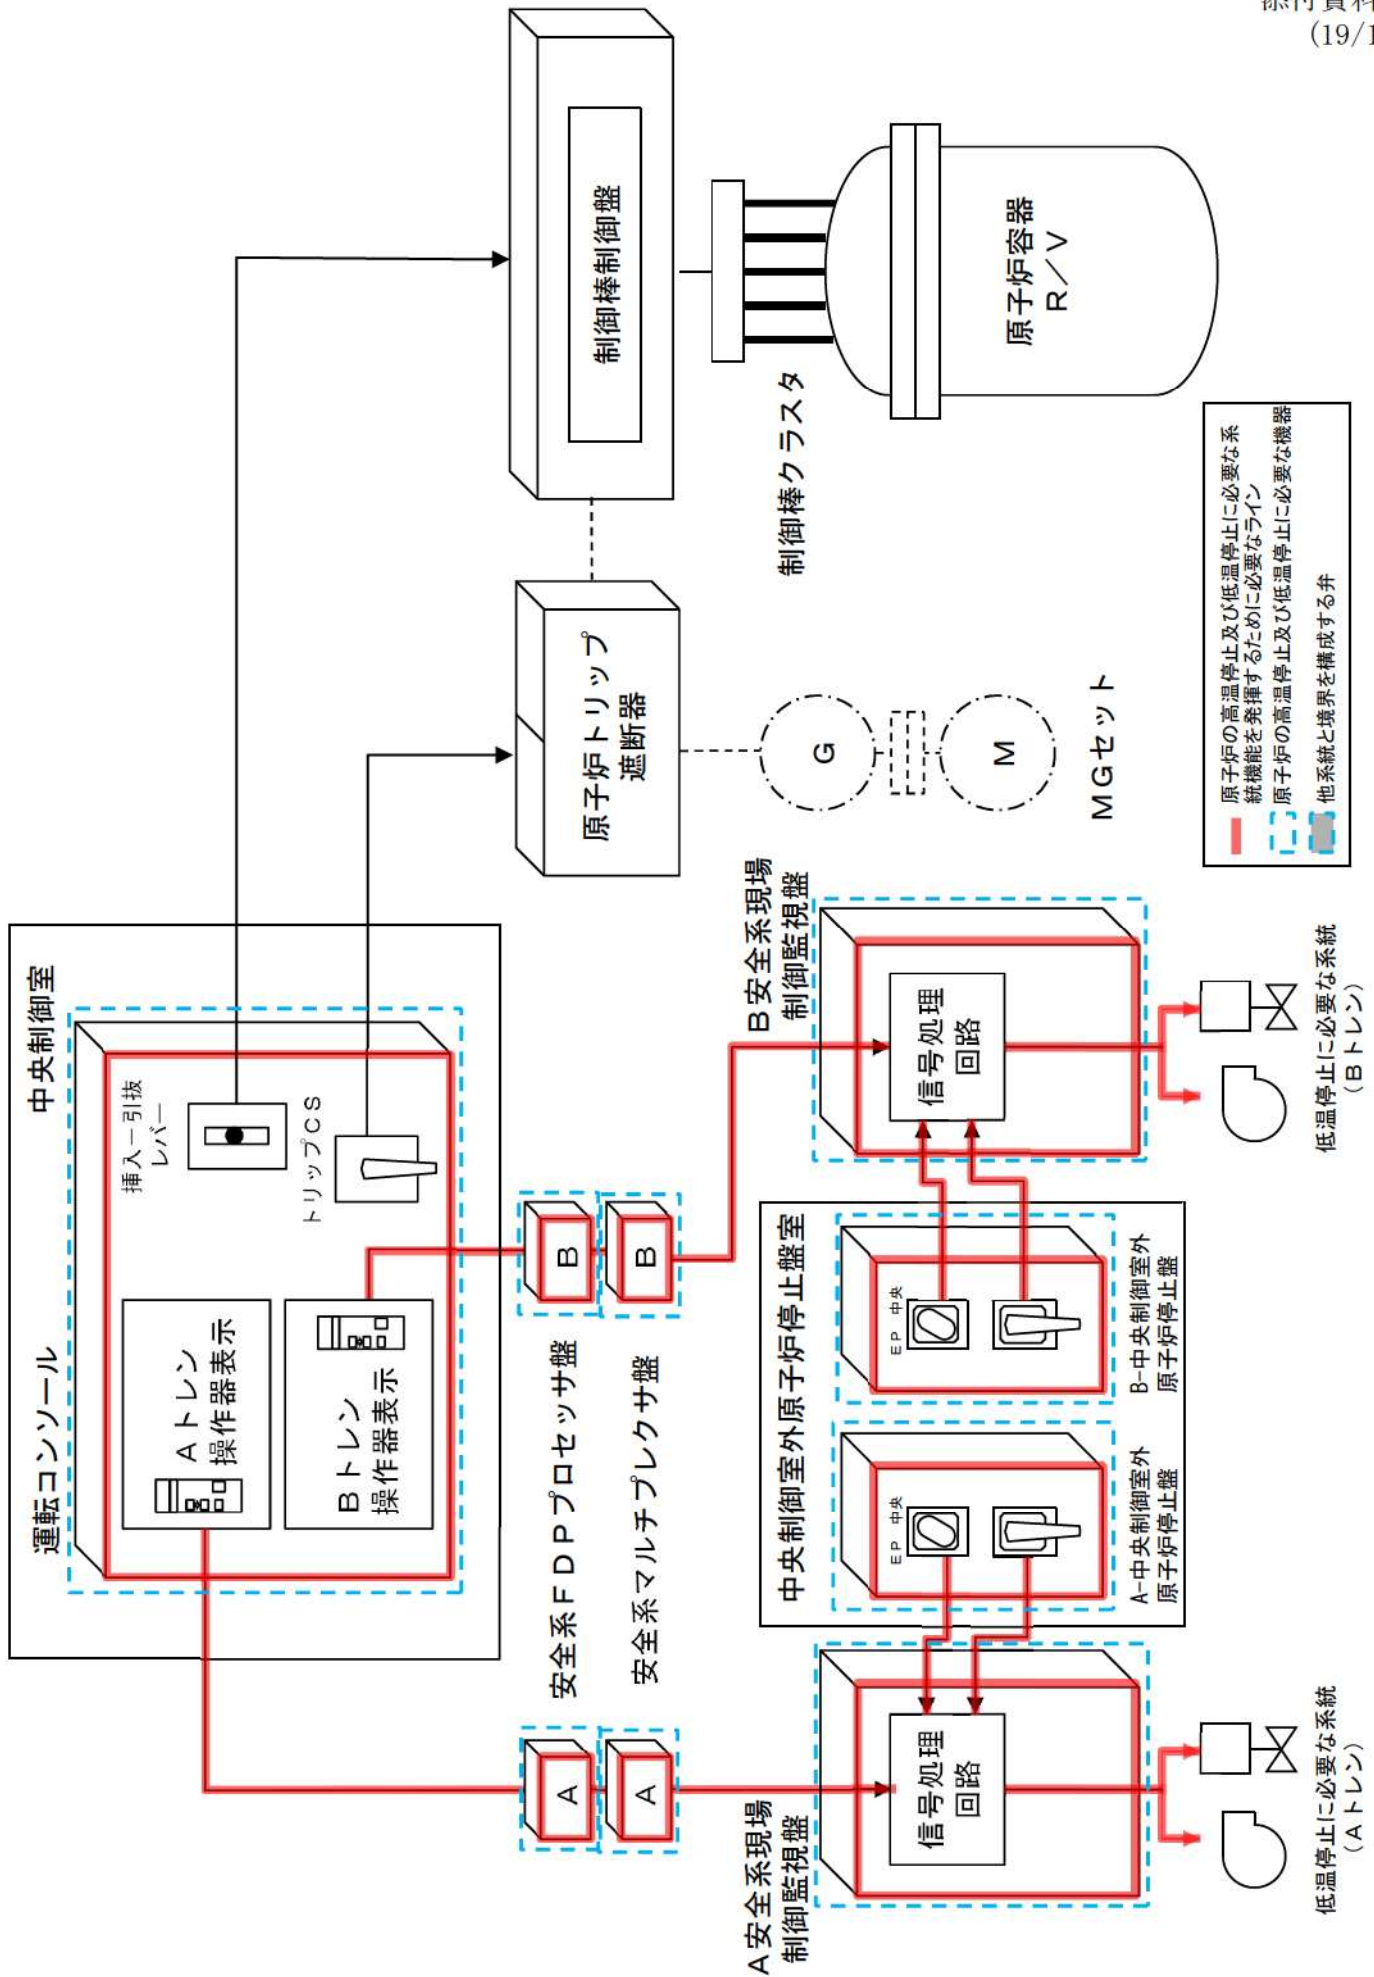 添付資料
(19/1
中央制御室
運転コンソール
挿入－引抜
レバー
トリップＣＳ
Ａトレン
操作器表示
Ｂトレン
操作器表示
制御棒制御盤
原子炉トリップ
遮断器
制御棒クラスタ
原子炉容器
Ｒ／Ｖ
G
M
ＭＧセット
安全系ＦＤＰプロセッサ盤
安全系マルチプレクサ盤
A
A
B
B
Ａ安全系現場
制御監視盤
信号処理
回路
Ｂ安全系現場
制御監視盤
信号処理
回路
中央制御室外原子炉停止盤室
ＥＰ 中央
A-中央制御室外
原子炉停止盤
ＥＰ 中央
B-中央制御室外
原子炉停止盤
低温停止に必要な系統
（Ａトレン）
低温停止に必要な系統
（Ｂトレン）
原子炉の高温停止及び低温停止に必要な系
統機能を発揮するために必要なライン
原子炉の高温停止及び低温停止に必要な機器
他系統と境界を構成する弁